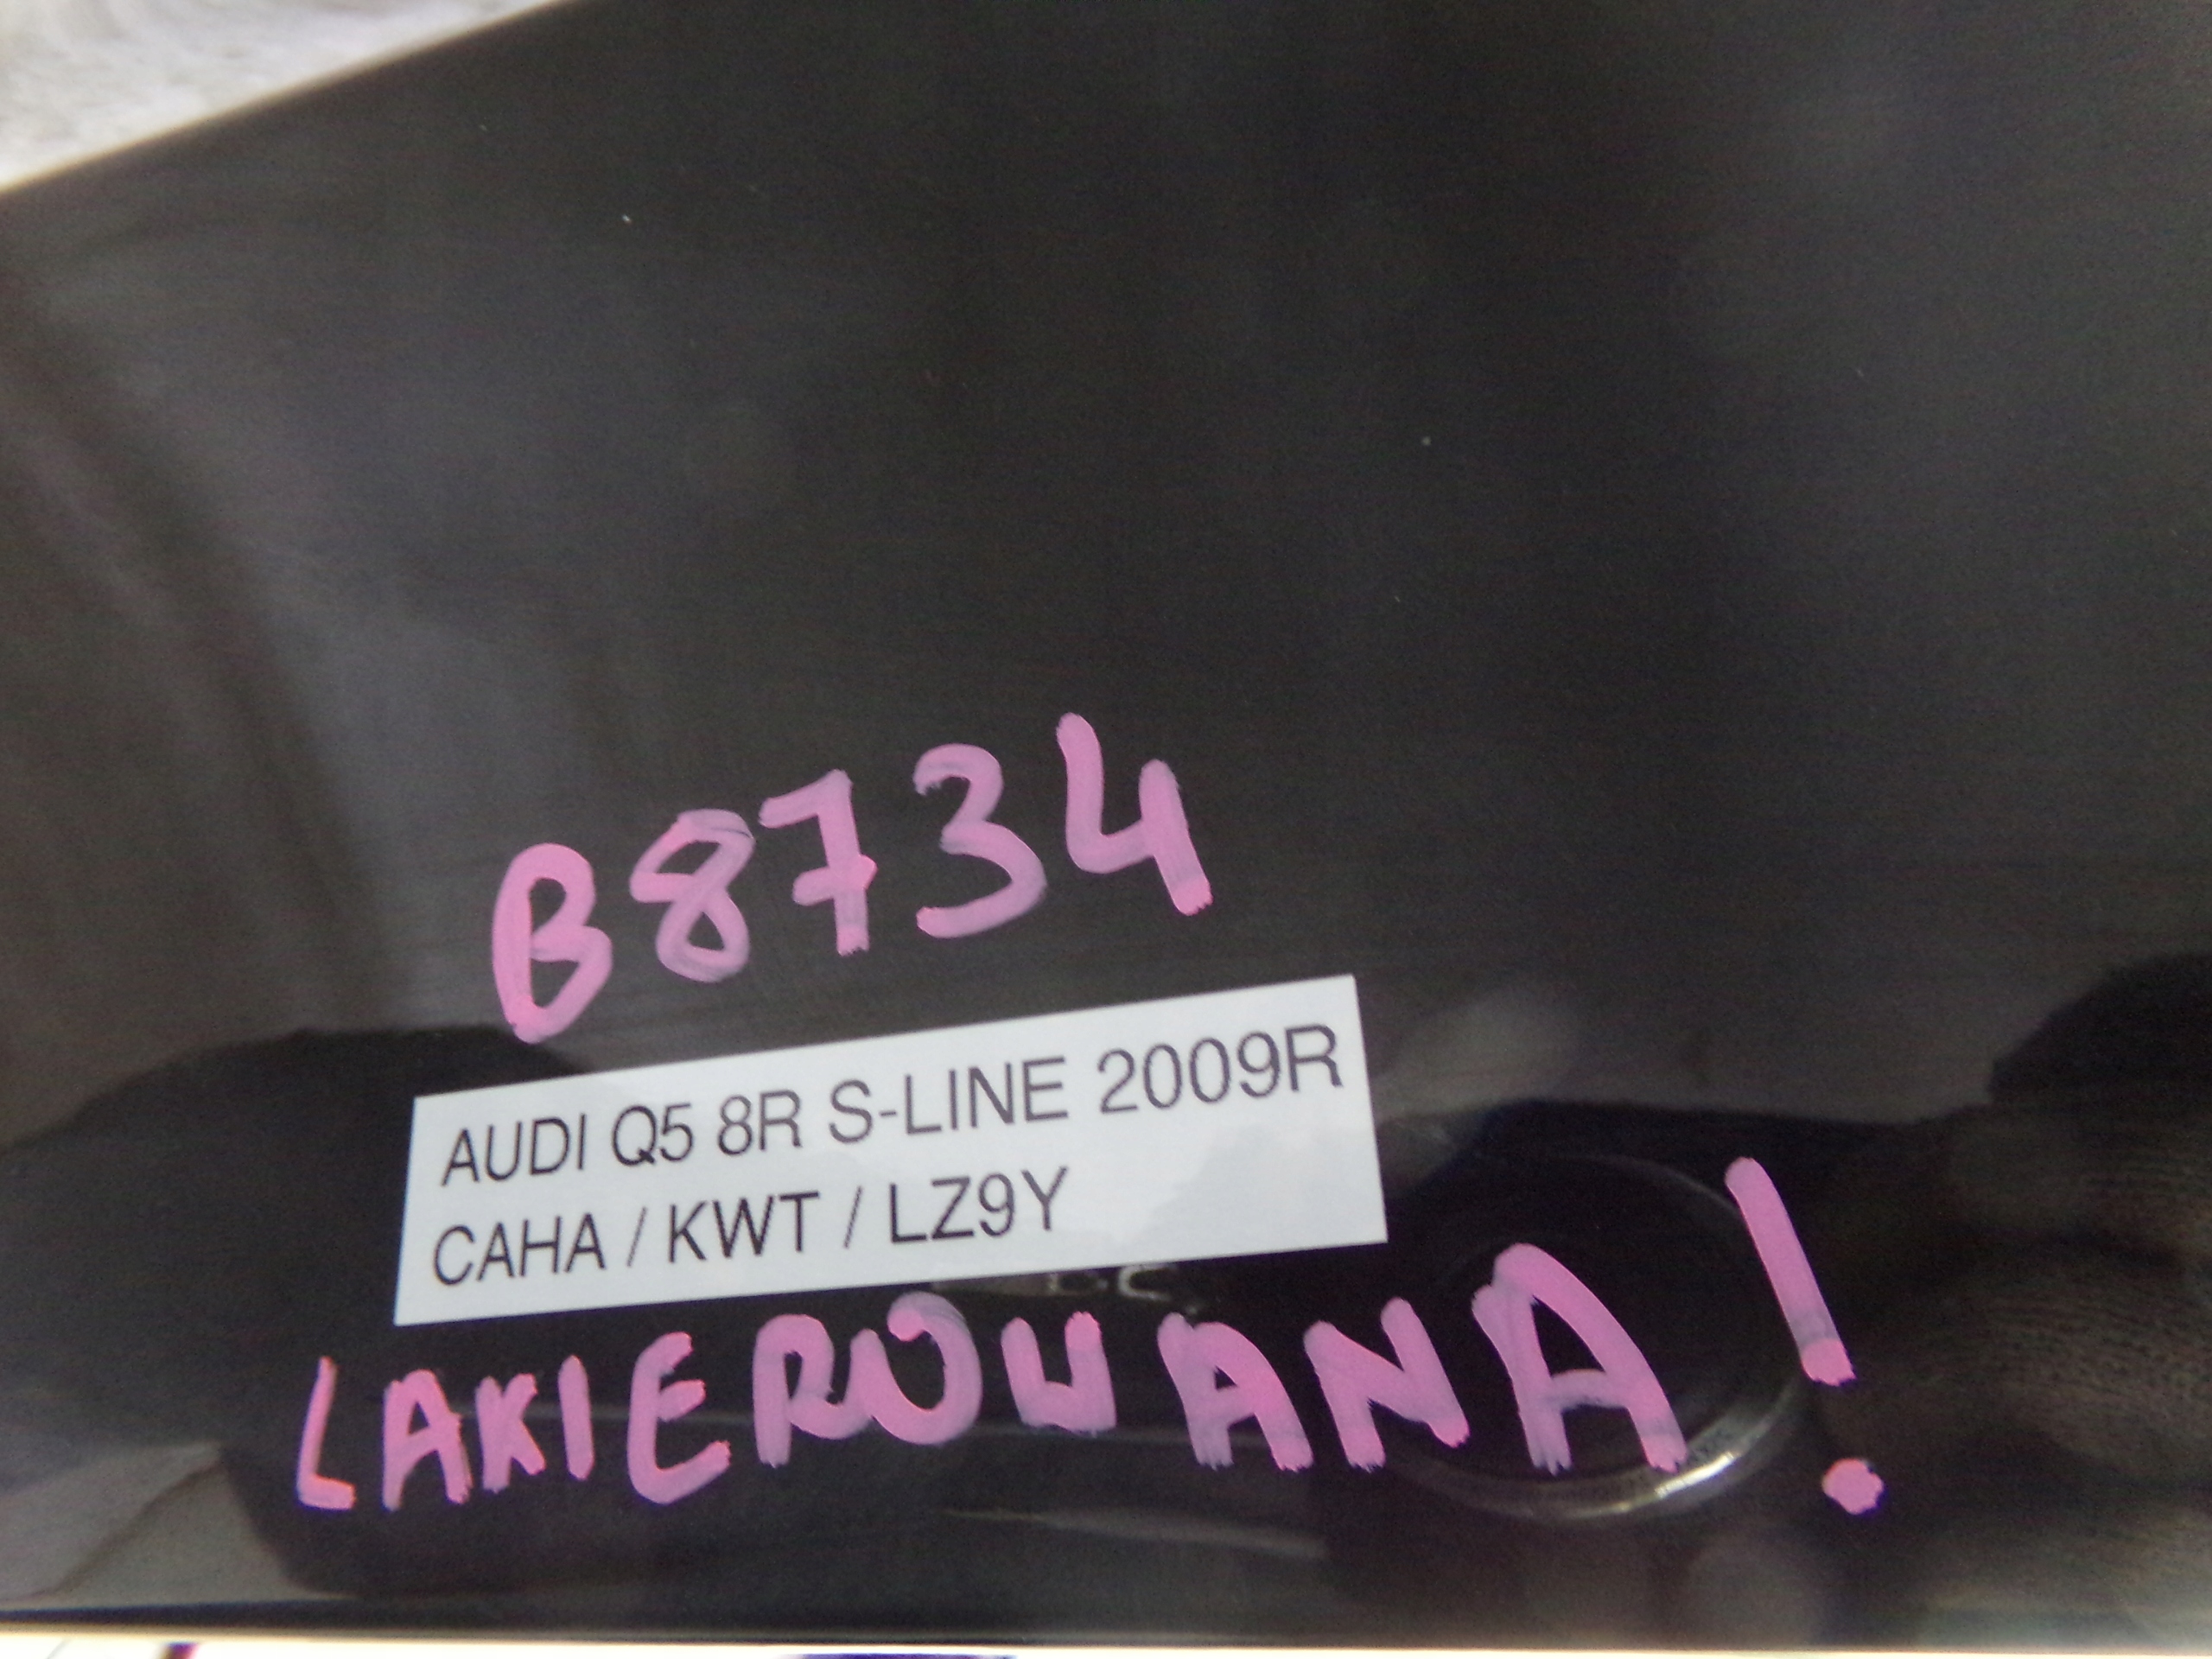 B8734
AUDI Q5 8R S-LINE 2009R
CAHA / KWT / LZ9Y
LAKIEROWANA!